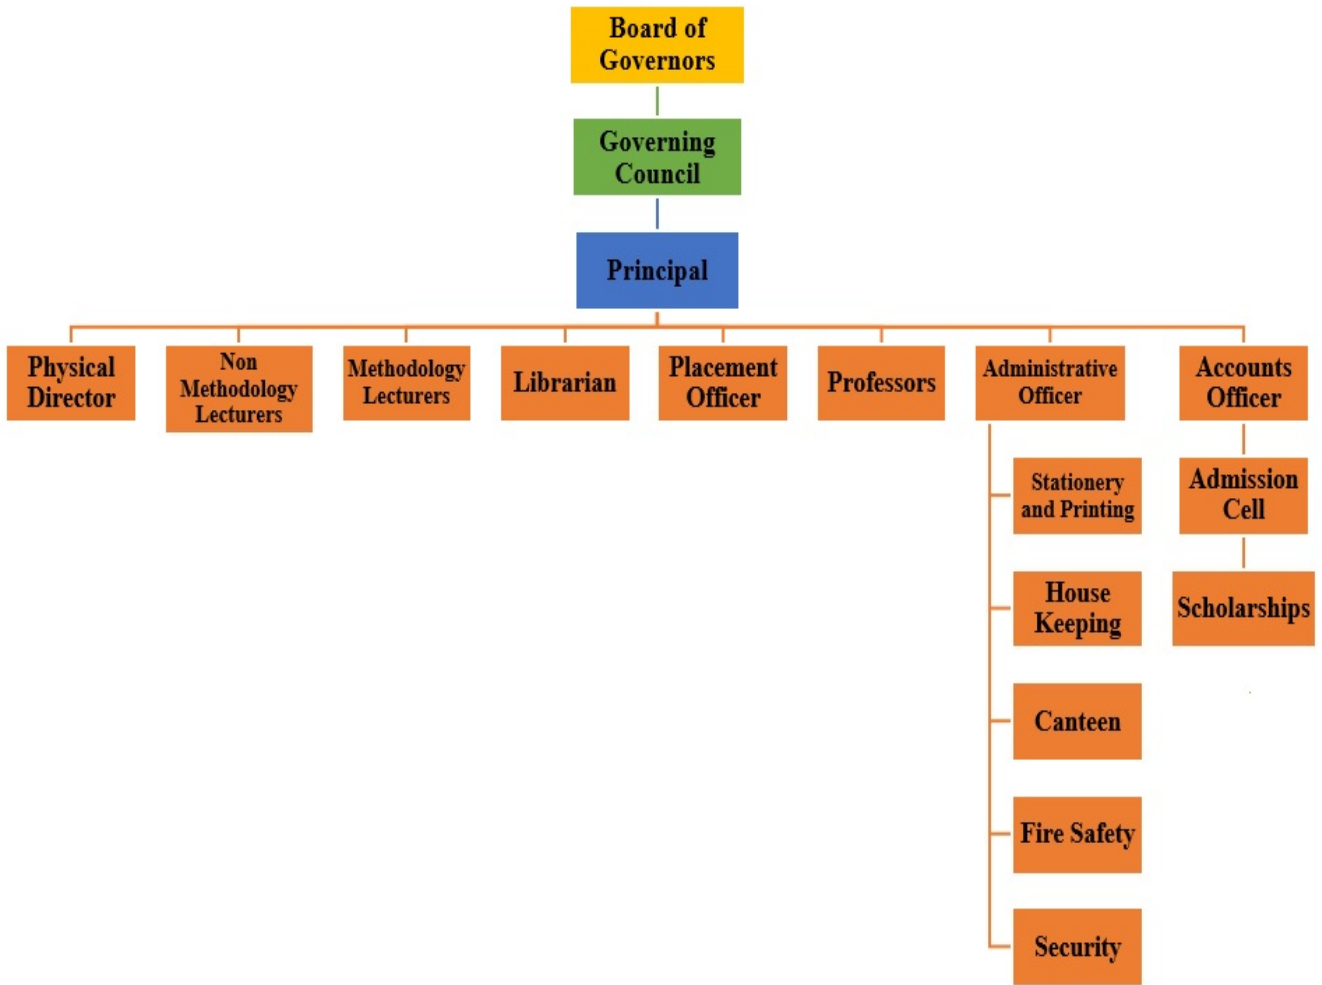 Board of
Governors
Governing
Council
Principal
Physical
Director
Non
Methodology
Lecturers
Methodology
Lecturers
Librarian
Placement
Officer
Professors
Administrative
Officer
Accounts
Officer
Stationery
and Printing
Admission
Cell
House
Keeping
Scholarships
Canteen
Fire Safety
Security